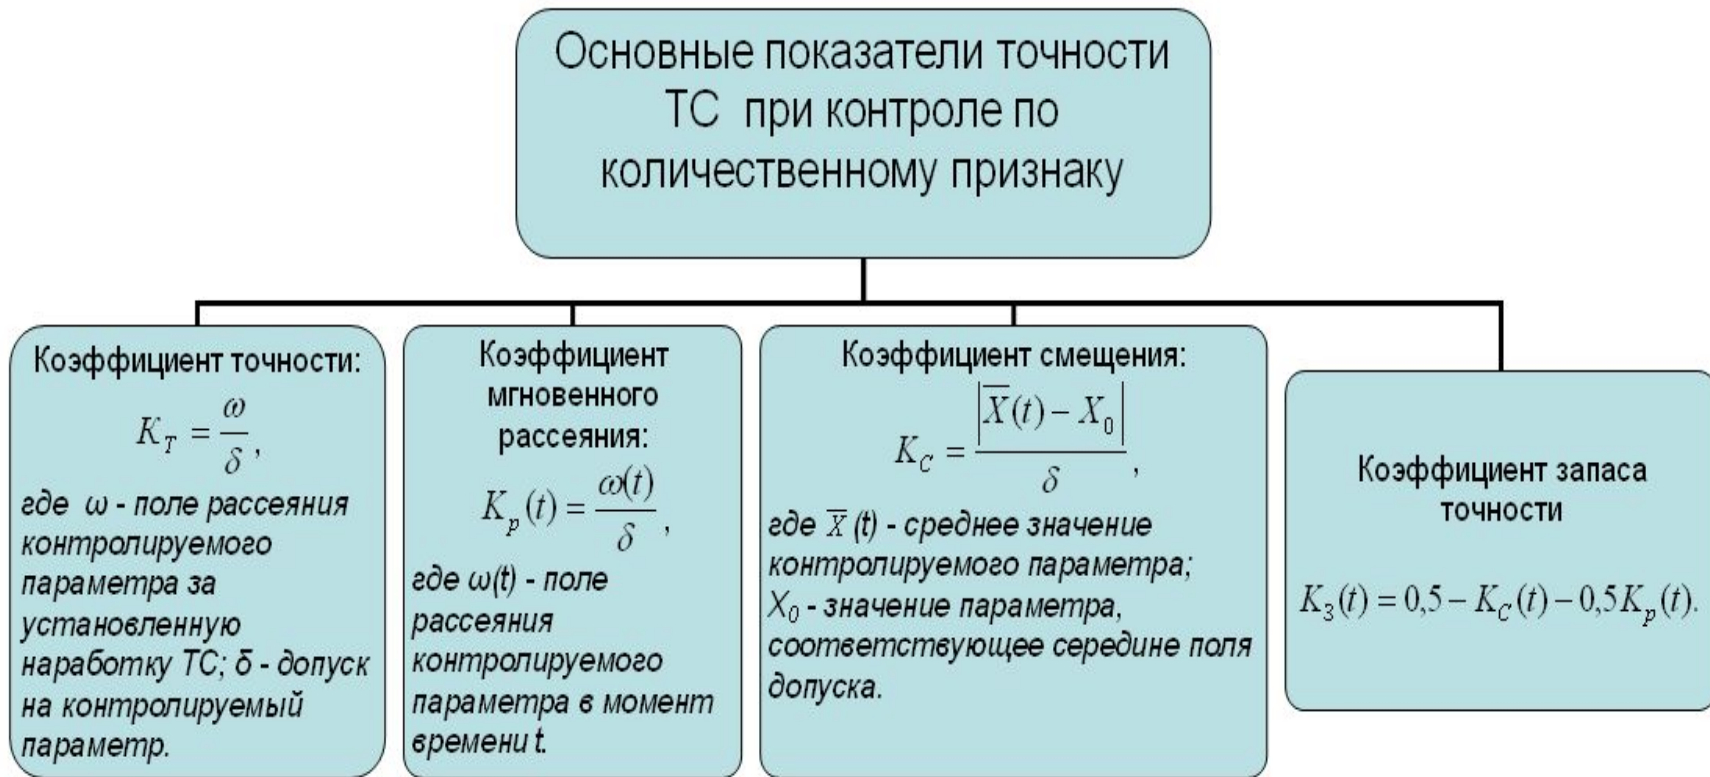 Основные показатели точности
ТС при контроле по
количественному признаку
Коэффициент точности:
K_T = ω/δ,
где ω - поле рассеяния
контролируемого
параметра за
установленную
наработку ТС; δ - допуск
на контролируемый
параметр.
Коэффициент
мгновенного
рассеяния:
K_p(t) = ω(t)/δ,
где ω(t) - поле
рассеяния
контролируемого
параметра в момент
времени t.
Коэффициент смещения:
K_C = |X̅(t) − X_0|/δ,
где X̅ (t) - среднее значение
контролируемого параметра;
X_0 - значение параметра,
соответствующее середине поля
допуска.
Коэффициент запаса
точности
K_З(t) = 0,5 − K_C(t) − 0,5K_p(t).